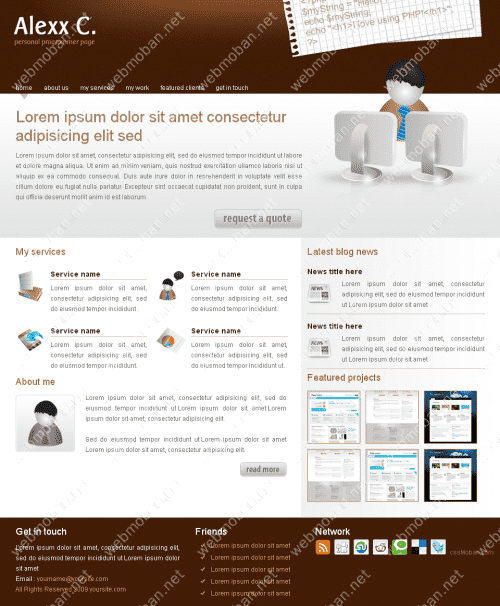 Alexx C.
personal programmer page
$myString = "Hello!
echo $myString;
echo "<h1>I love using PHP!</h1>";
?>
home about us my services my work featured clients get in touch
Lorem ipsum dolor sit amet consectetur
adipisicing elit sed
Lorem ipsum dolor sit amet, consectetur adipisicing elit, sed do eiusmod tempor incididunt ut labore
et dolore magna aliqua. Ut enim ad minim veniam, quis nostrud exercitation ullamco laboris nisi ut
aliquip ex ea commodo consequat. Duis aute irure dolor in reprehenderit in voluptate velit esse
cillum dolore eu fugiat nulla pariatur. Excepteur sint occaecat cupidatat non proident, sunt in culpa
qui officia deserunt mollit anim id est laborum
request a quote
My services
Service name
Lorem ipsum dolor sit amet,
consectetur adipisicing elit, sed
do eiusmod tempor incididunt
Service name
Lorem ipsum dolor sit amet,
consectetur adipisicing elit, sed
do eiusmod tempor incididunt
Service name
Lorem ipsum dolor sit amet,
consectetur adipisicing elit, sed
do eiusmod tempor incididunt
Service name
Lorem ipsum dolor sit amet,
consectetur adipisicing elit, sed
do eiusmod tempor incididunt ut
About me
Lorem ipsum dolor sit amet, consectetur adipisicing elit, sed do
eiusmod tempor incididunt ut Lorem ipsum dolor sit amet Lorem
ipsum dolor sit amet, consectetur adipisicing elit.
Sed do eiusmod tempor incididunt ut Lorem ipsum dolor sit amet
Lorem ipsum dolor sit amet, consectetur adipisicing elit, sed.
read more
Latest blog news
News title here
NEWS
Lorem ipsum dolor sit amet, consectetur
adipisicing elit, sed do eiusmod tempor incididunt
ut Lorem ipsum dolor sit amet
News title here
NEWS
Lorem ipsum dolor sit amet, consectetur
adipisicing elit, sed do eiusmod tempor incididunt
ut Lorem ipsum dolor sit amet
Featured projects
Get in touch
Lorem ipsum dolor sit amet, consectetur adipisicing elit, sed
do eiusmod tempor incididunt ut Lorem ipsum dolor
sit amet
Email : yourname@yoursite.com
All Rights Reserved 2009 yoursite.com
Friends
Lorem ipsum dolor sit amet
Lorem ipsum dolor sit amet
Lorem ipsum dolor sit amet
Lorem ipsum dolor sit amet
Lorem ipsum dolor sit amet
Network
cssMoban.com
webmoban.net